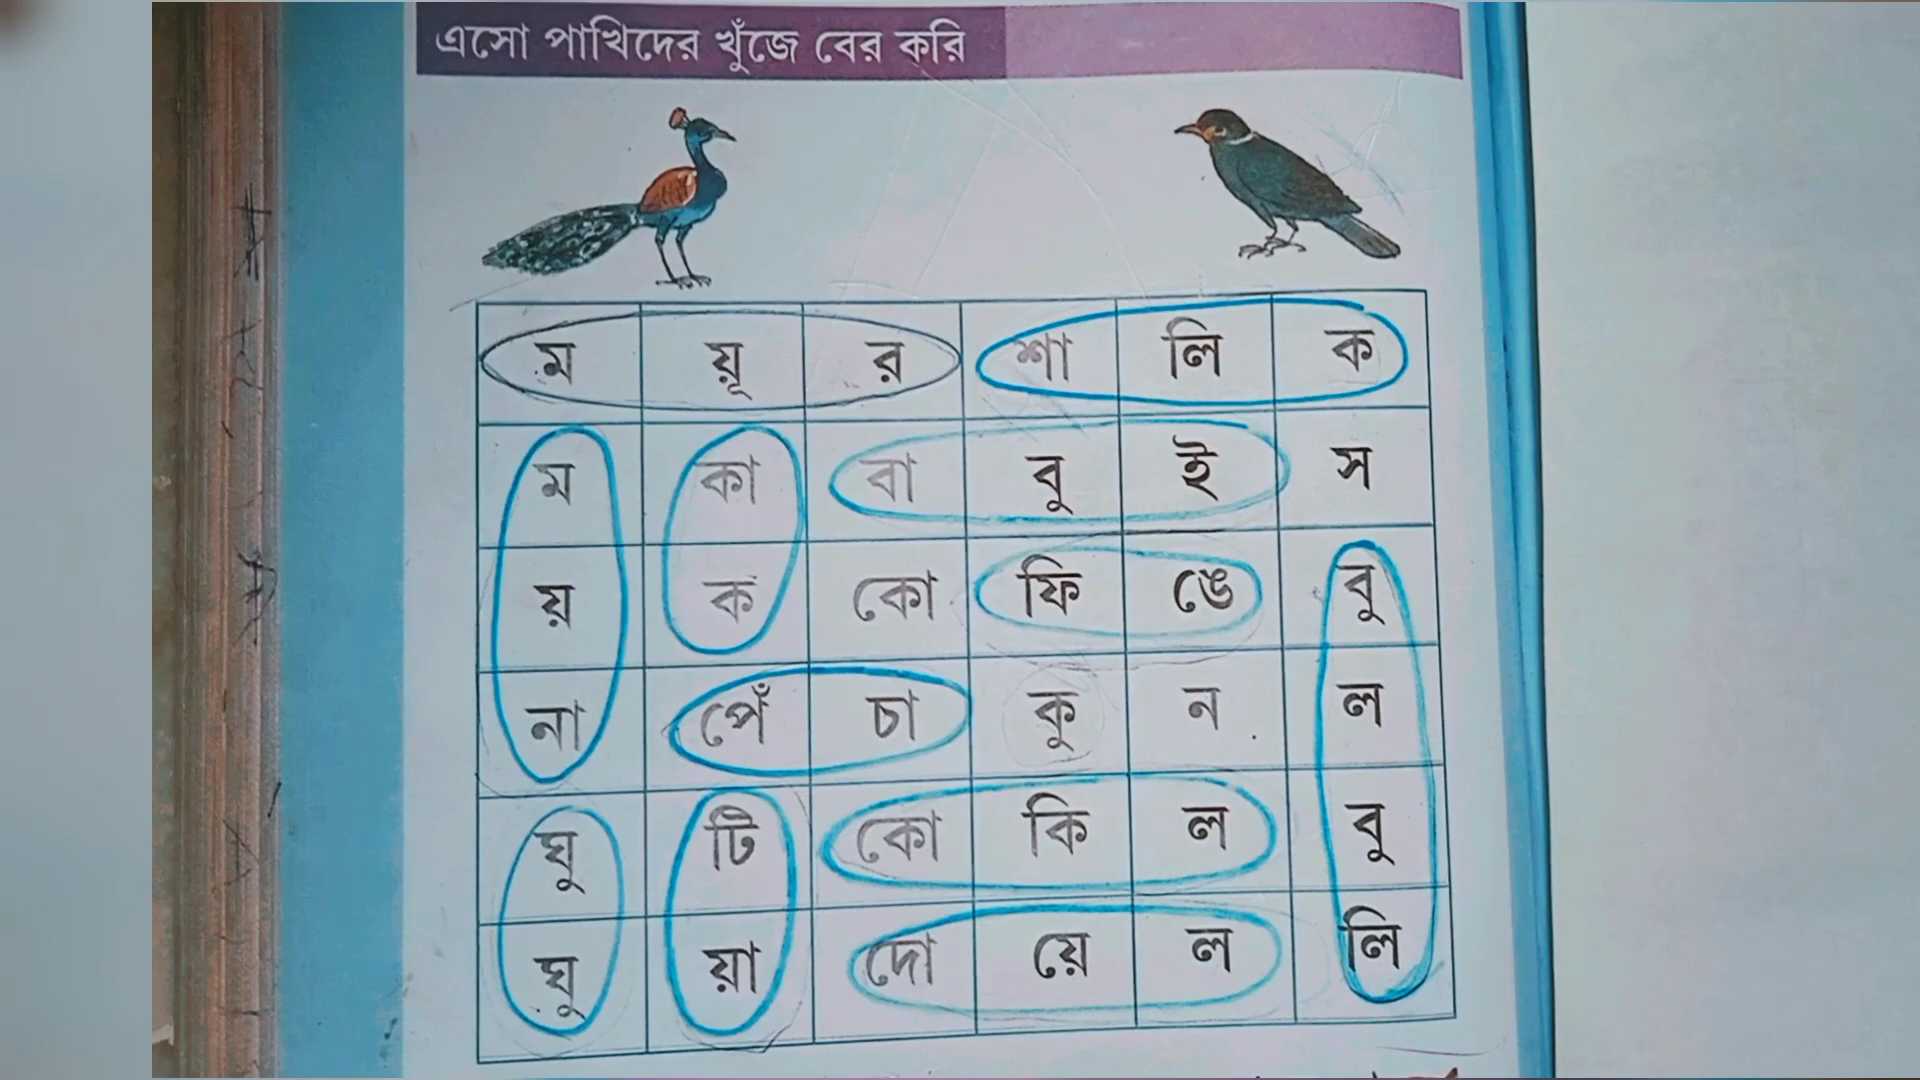 এসো পাখিদের খুঁজে বের করি
ম য়ূ র শা লি ক
ম কা বা বু ই স
য় ক কো ফি ঙে বু
না পেঁ চা কু ন ল
ঘু টি কো কি ল বু
ঘু য়া দো য়ে ল লি